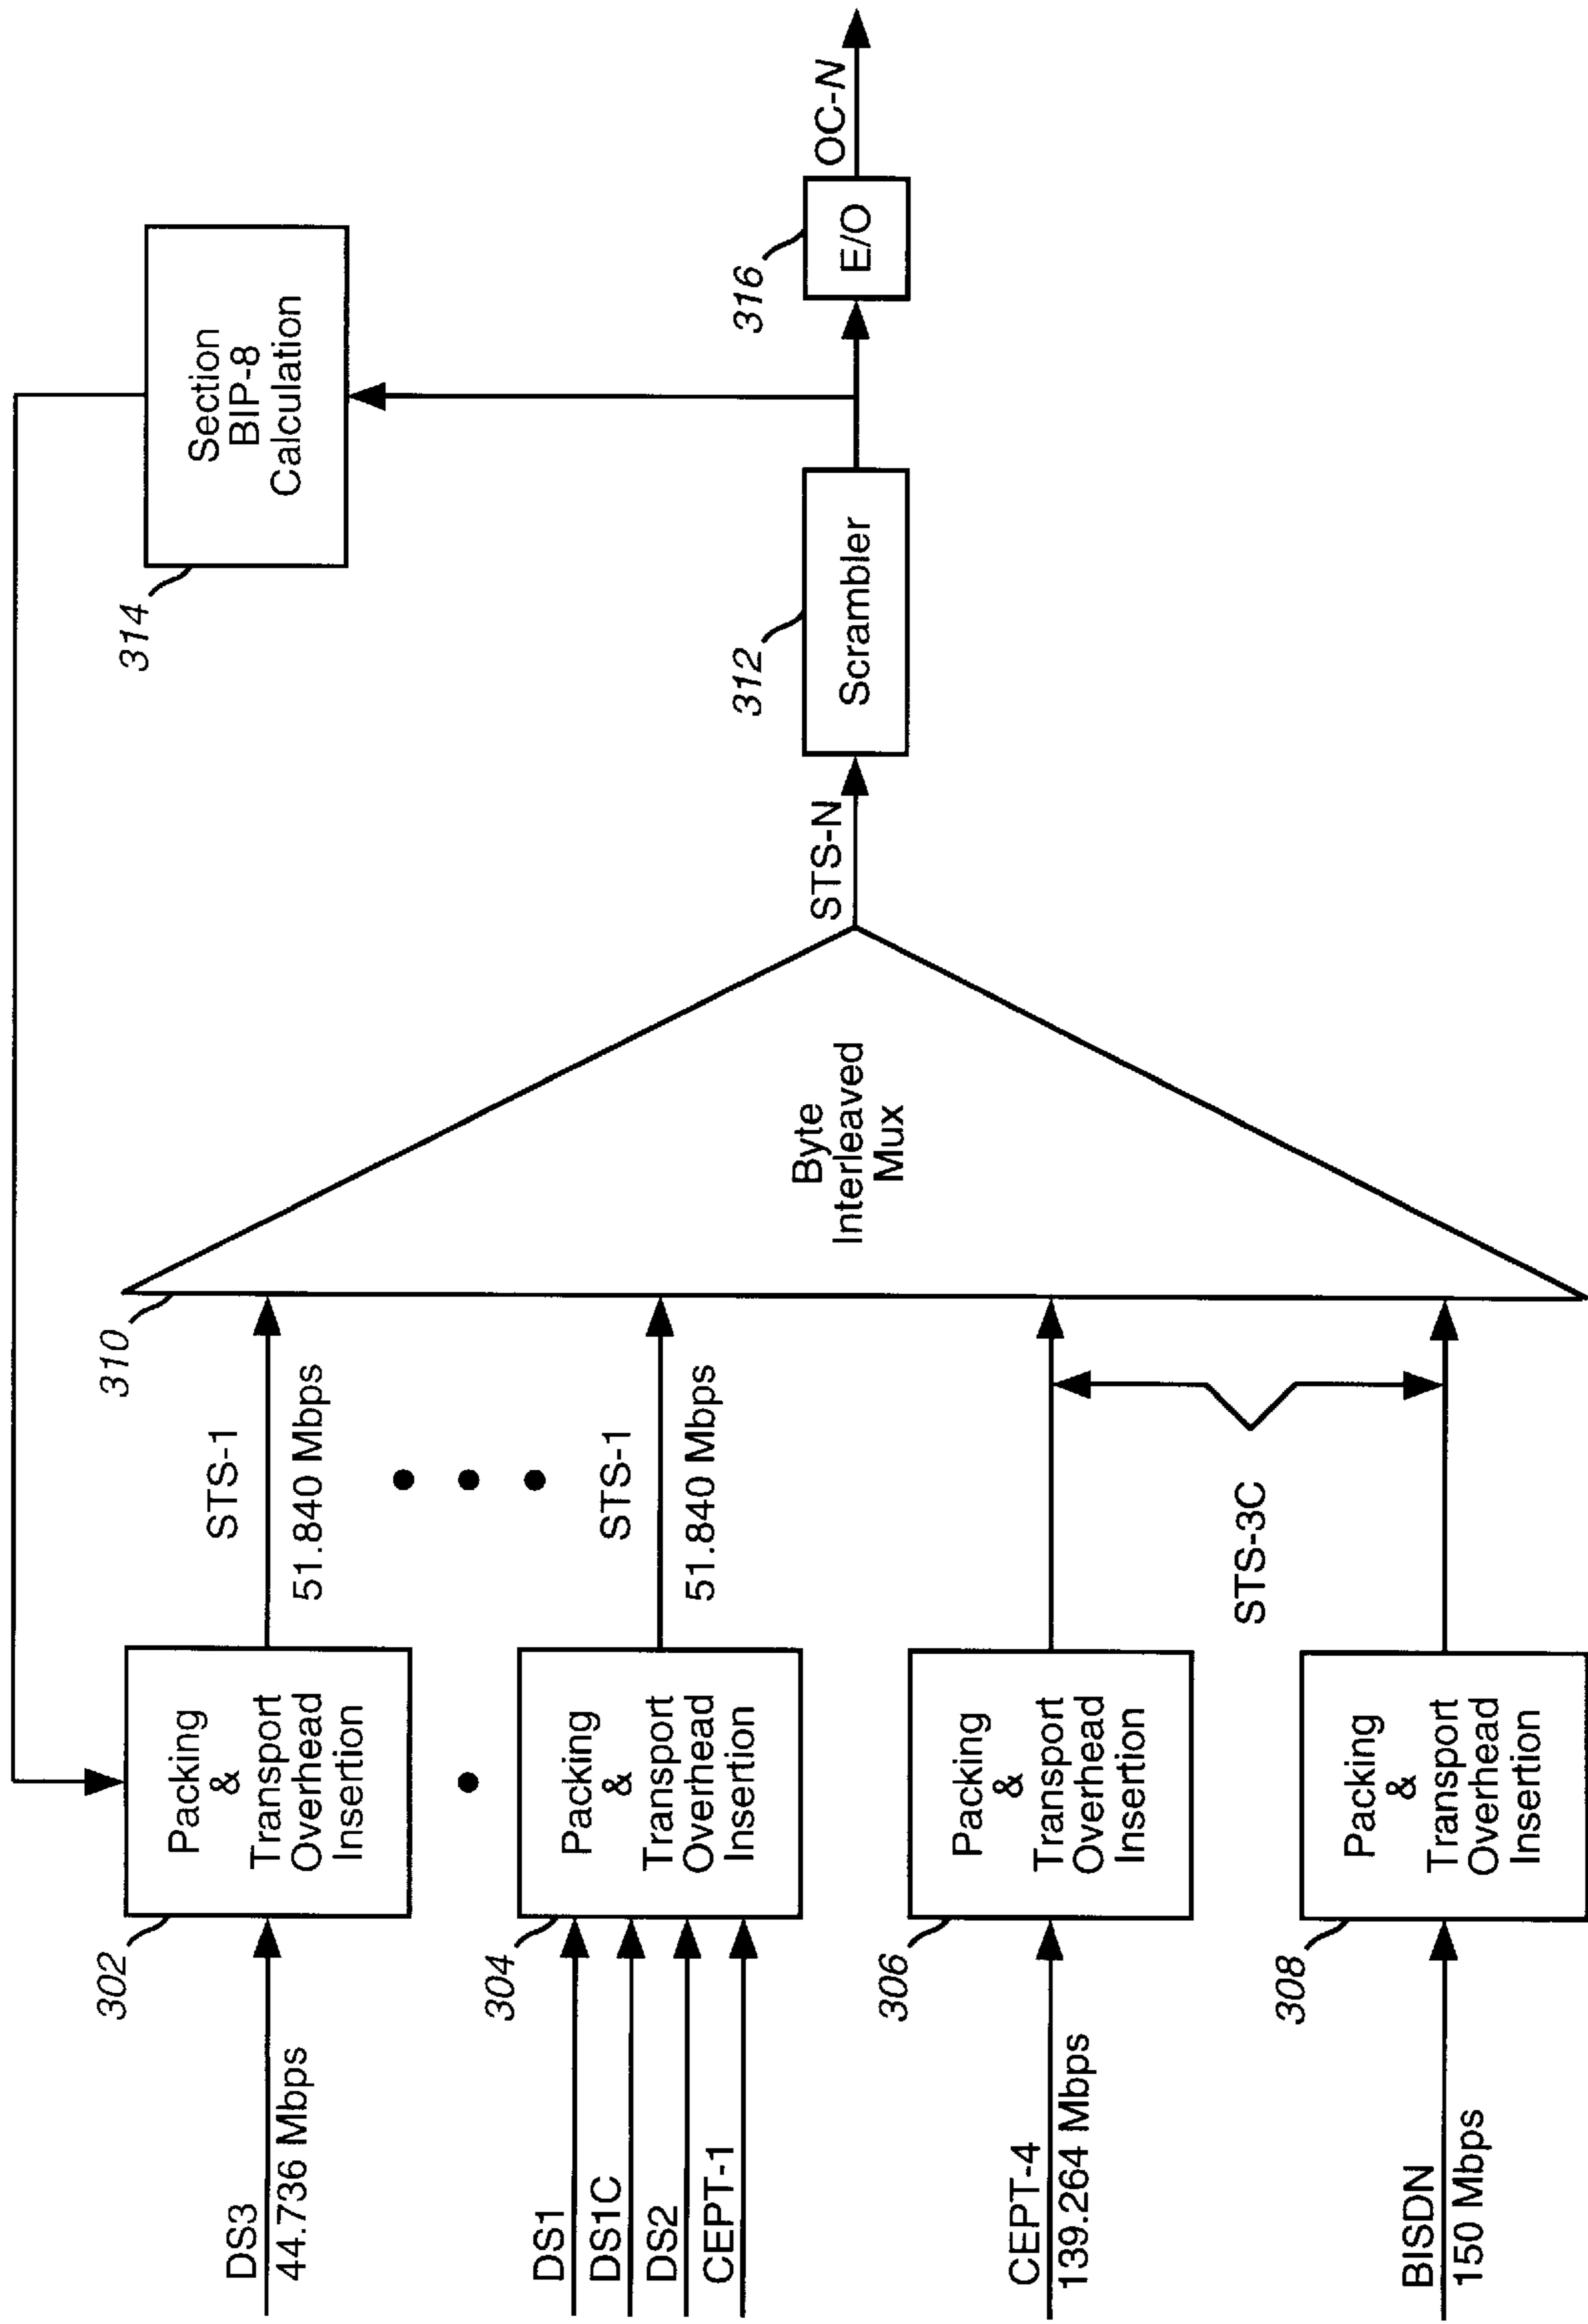 DS3
44.736 Mbps
302
Packing
&
Transport
Overhead
Insertion
STS-1
51.840 Mbps
DS1
DS1C
DS2
CEPT-1
304
Packing
&
Transport
Overhead
Insertion
STS-1
51.840 Mbps
CEPT-4
139.264 Mbps
306
Packing
&
Transport
Overhead
Insertion
BISDN
150 Mbps
308
Packing
&
Transport
Overhead
Insertion
STS-3C
310
Byte
Interleaved
Mux
STS-N
312
Scrambler
314
Section
BIP-8
Calculation
316
E/O
OC-N